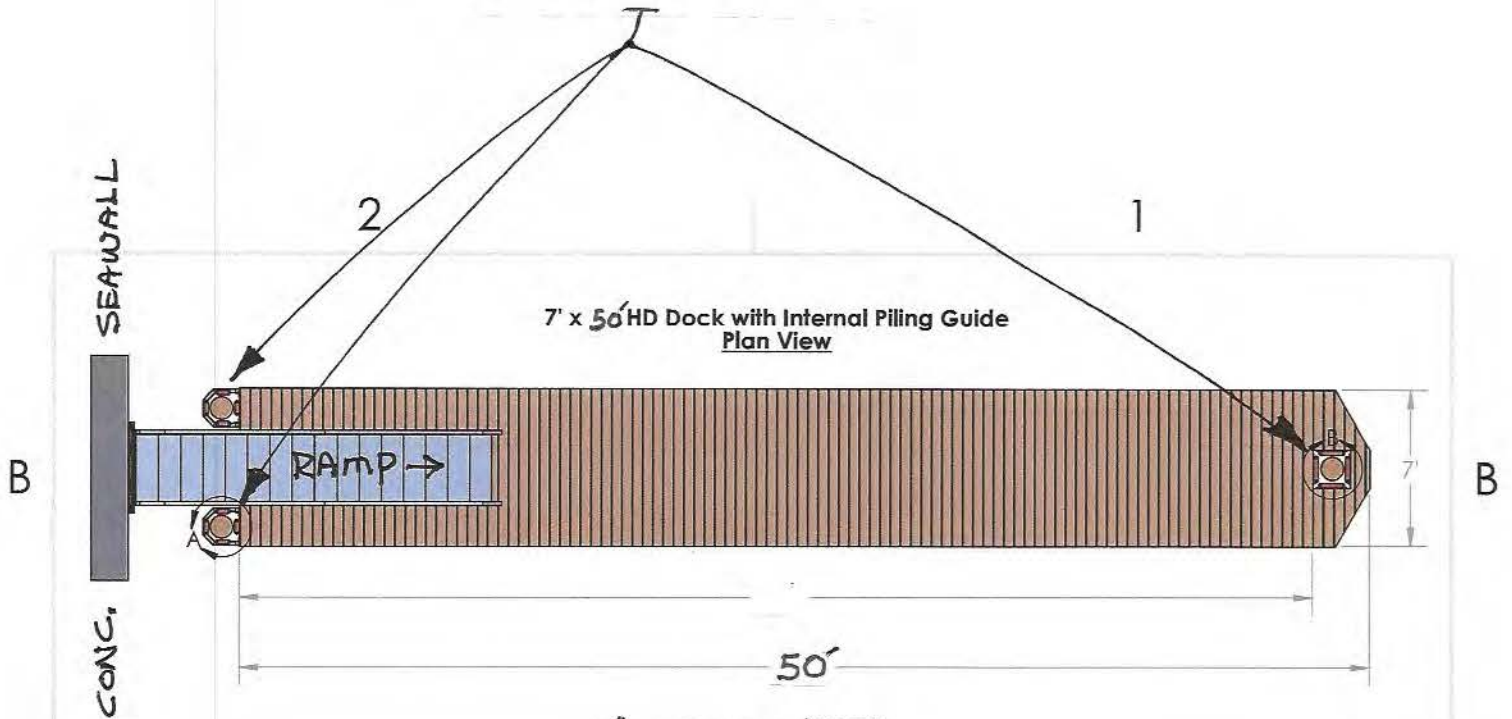 2
1
SEAWALL
7' x 50' HD Dock with Internal Piling Guide
Plan View
B
RAMP →
B
7'
B
A
50'
CONC.